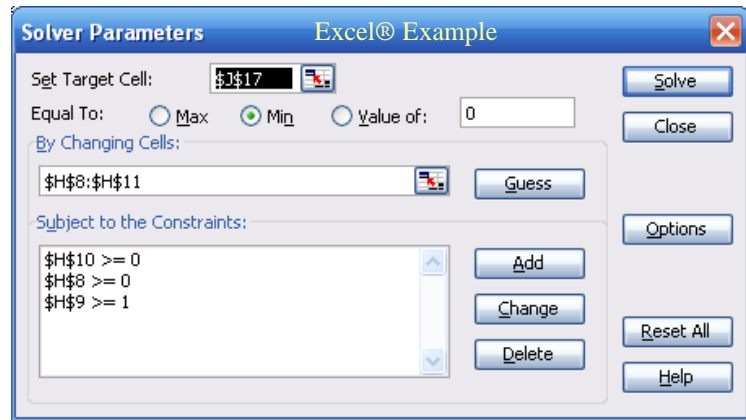 Solver Parameters Excel® Example
Set Target Cell: $J$17 Solve
Equal To: Max Min Value of: 0 Close
By Changing Cells:
$H$8:$H$11 Guess
Subject to the Constraints: Options
$H$10 >= 0 Add
$H$8 >= 0
$H$9 >= 1
Change
Reset All
Delete
Help